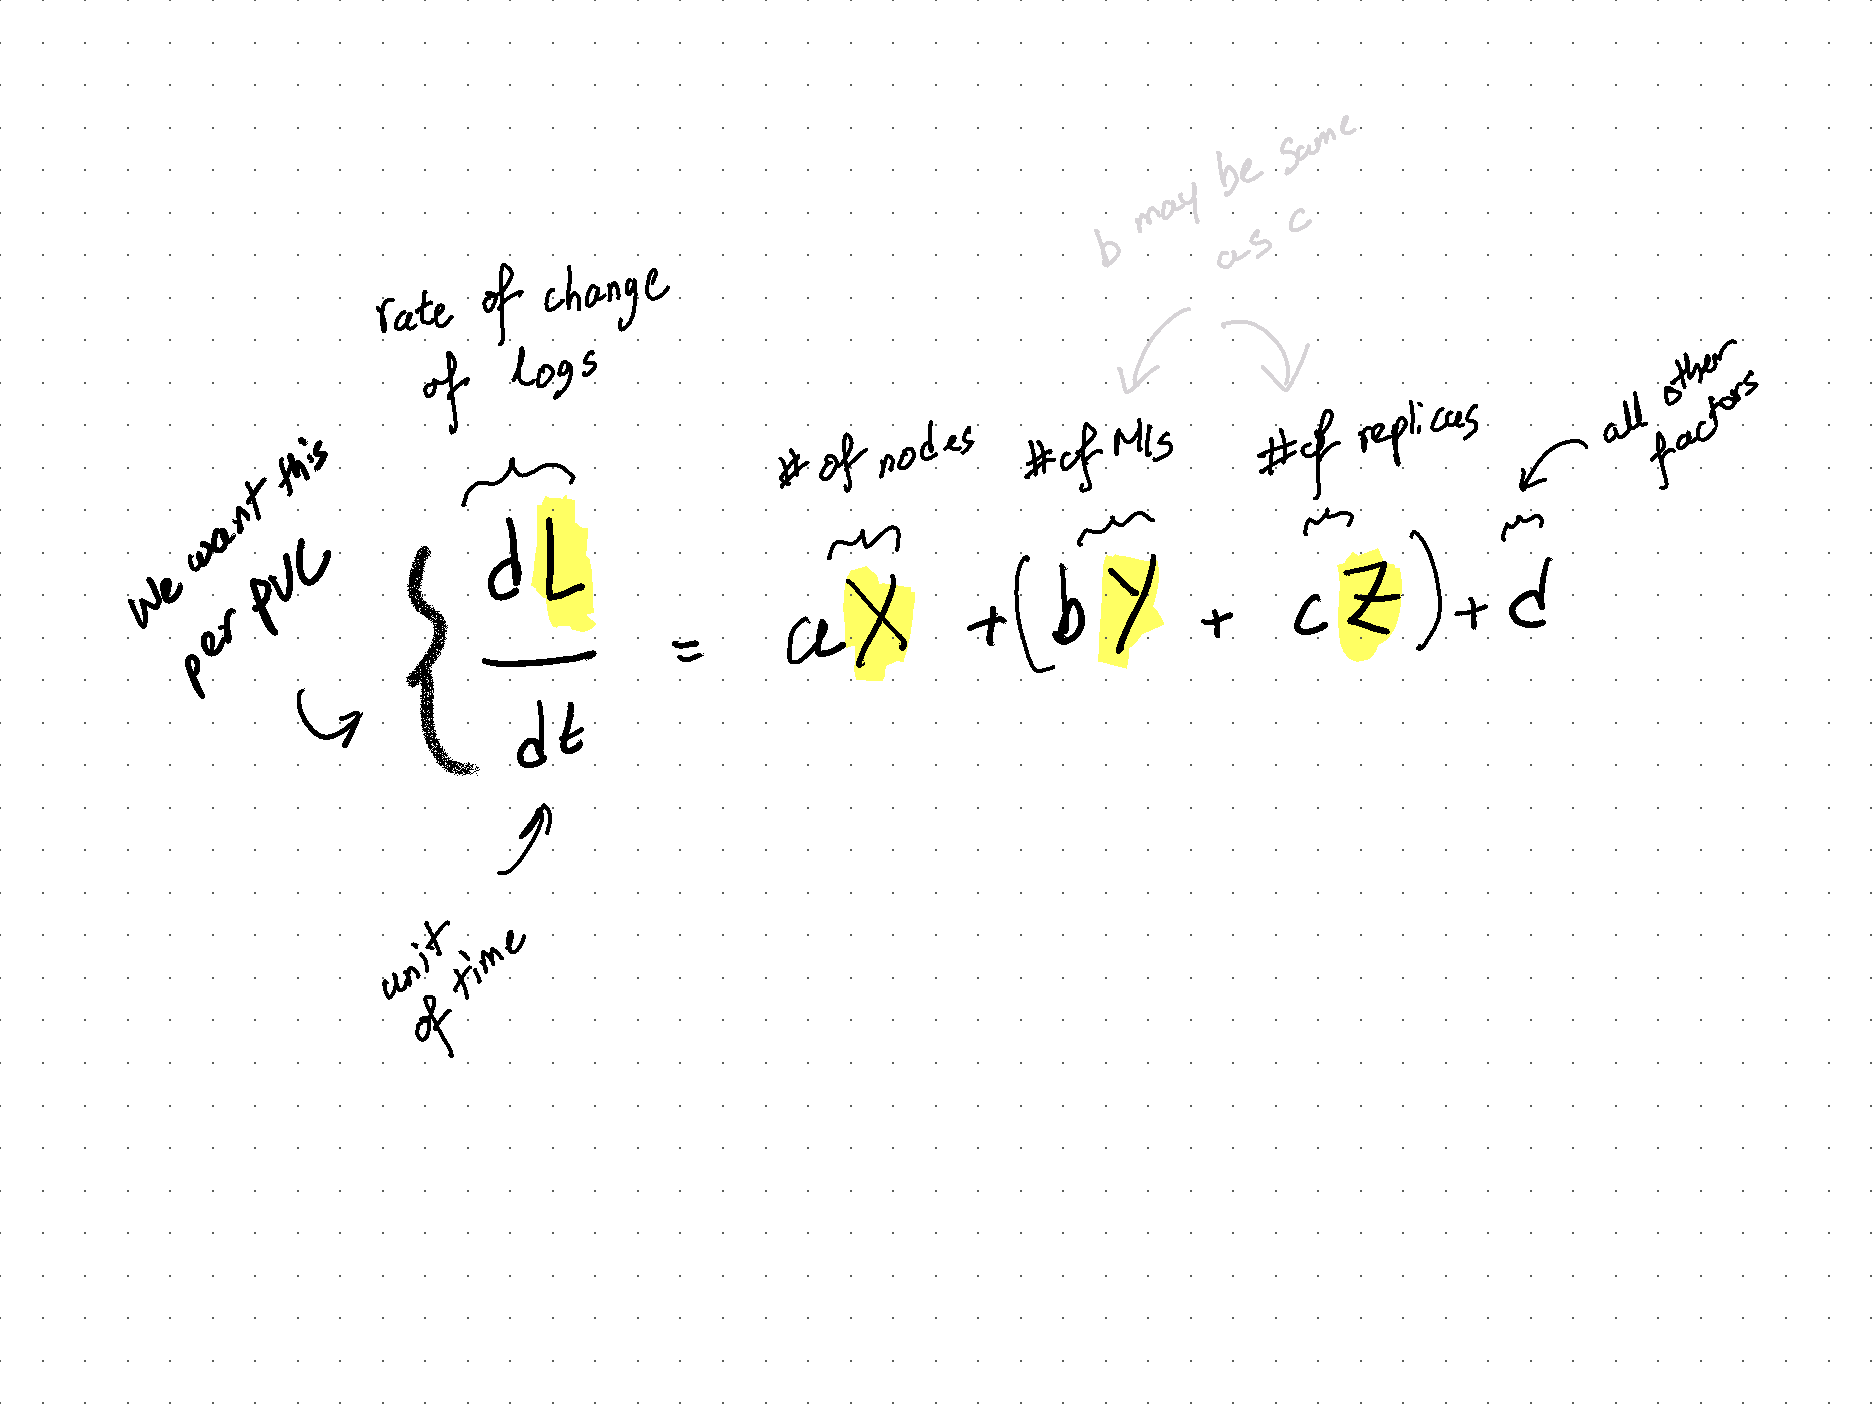 b may be same
as c
rate of change
of logs
we want this
per PVC
# of nodes
# of MIs
# of replicas
all other
factors
dL
dt
= aX + (bY + cZ) + d
unit
of time